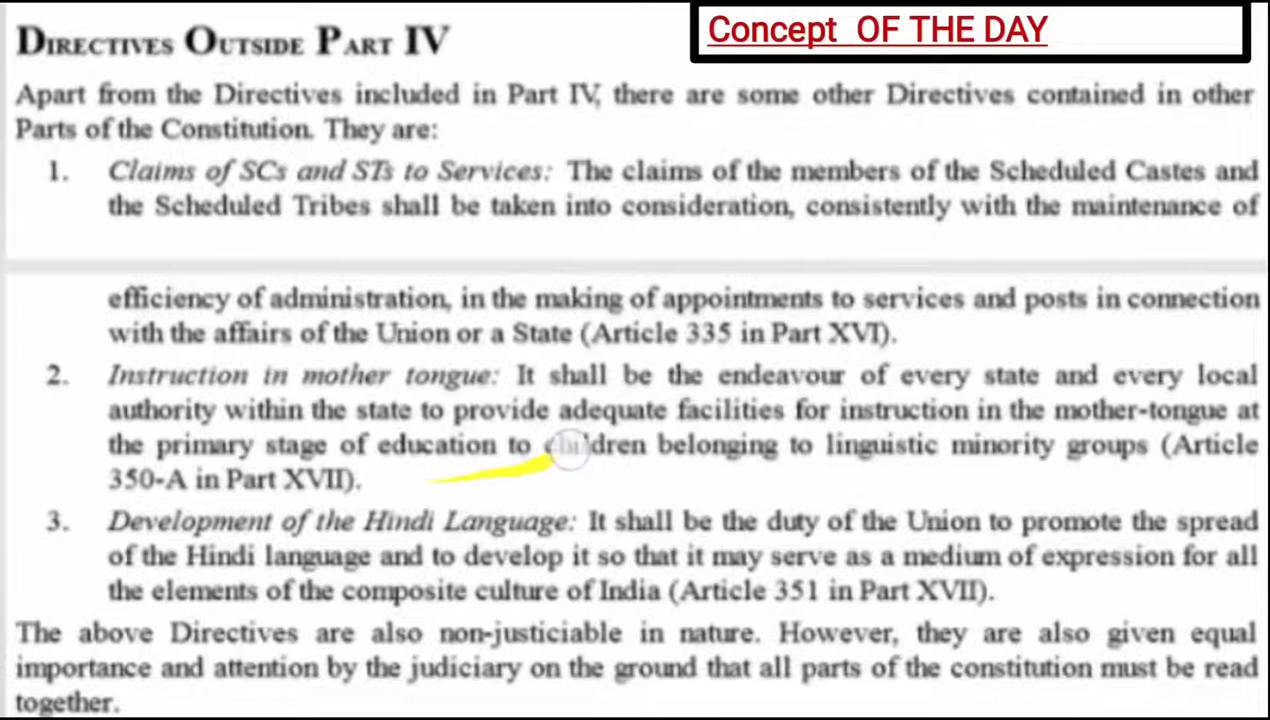 DIRECTIVES OUTSIDE PART IV
Concept OF THE DAY
Apart from the Directives included in Part IV, there are some other Directives contained in other
Parts of the Constitution. They are:
1. Claims of SCs and STs to Services: The claims of the members of the Scheduled Castes and
the Scheduled Tribes shall be taken into consideration, consistently with the maintenance of
efficiency of administration, in the making of appointments to services and posts in connection
with the affairs of the Union or a State (Article 335 in Part XVI).
2. Instruction in mother tongue: It shall be the endeavour of every state and every local
authority within the state to provide adequate facilities for instruction in the mother-tongue at
the primary stage of education to children belonging to linguistic minority groups (Article
350-A in Part XVII).
3. Development of the Hindi Language: It shall be the duty of the Union to promote the spread
of the Hindi language and to develop it so that it may serve as a medium of expression for all
the elements of the composite culture of India (Article 351 in Part XVII).
The above Directives are also non-justiciable in nature. However, they are also given equal
importance and attention by the judiciary on the ground that all parts of the constitution must be read
together.